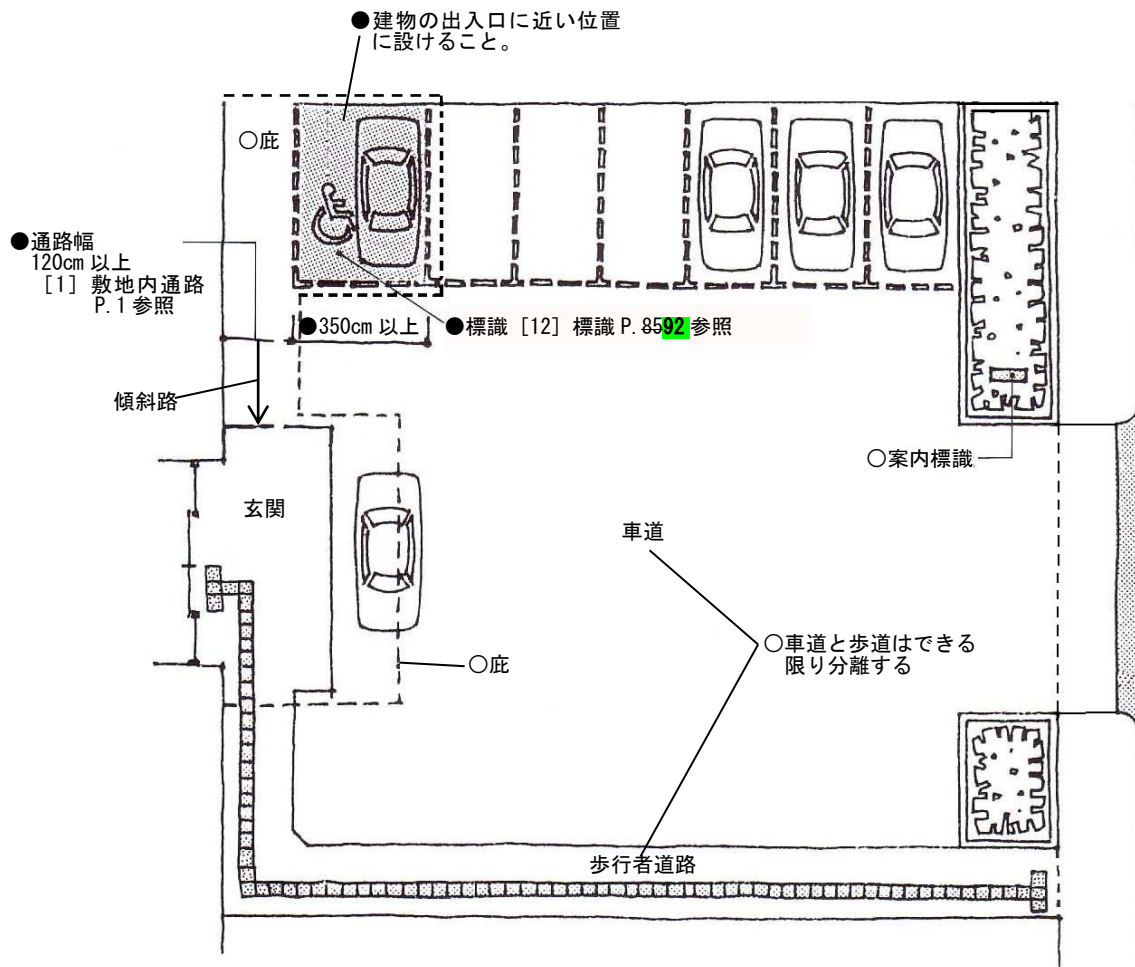 ●建物の出入口に近い位置
に設けること。
○庇
●通路幅
120cm 以上
[1] 敷地内通路
P.1 参照
●350cm 以上
●標識 [12] 標識 P.8592 参照
傾斜路
○案内標識
玄関
車道
○車道と歩道はできる
限り分離する
○庇
歩行者道路